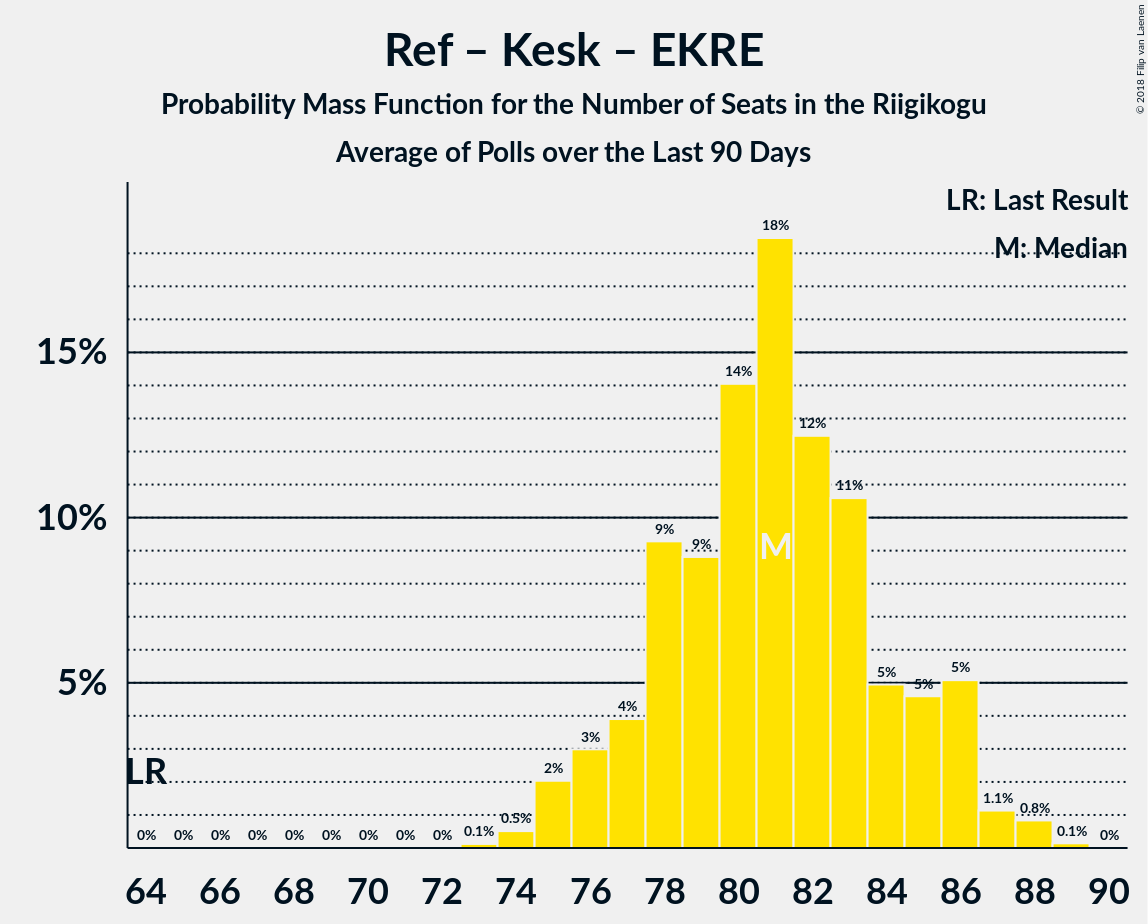 Ref – Kesk – EKRE
Probability Mass Function for the Number of Seats in the Riigikogu
Average of Polls over the Last 90 Days
© 2018 Filip van Laenen
LR: Last Result
M: Median
15%
10%
5%
LR
M
0% 0% 0% 0% 0% 0% 0% 0% 0% 0.1% 0.5% 2% 3% 4% 9% 9% 14% 18% 12% 11% 5% 5% 5% 1.1% 0.8% 0.1% 0%
64 66 68 70 72 74 76 78 80 82 84 86 88 90